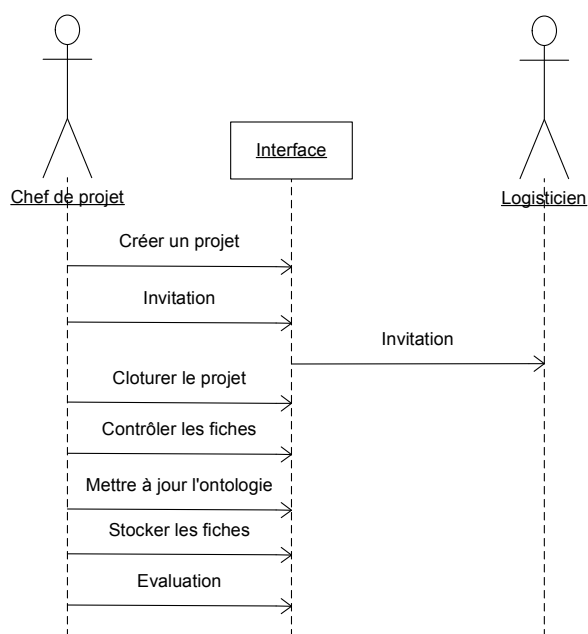 Interface
Chef de projet
Logisticien
Créer un projet
Invitation
Invitation
Cloturer le projet
Contrôler les fiches
Mettre à jour l'ontologie
Stocker les fiches
Evaluation